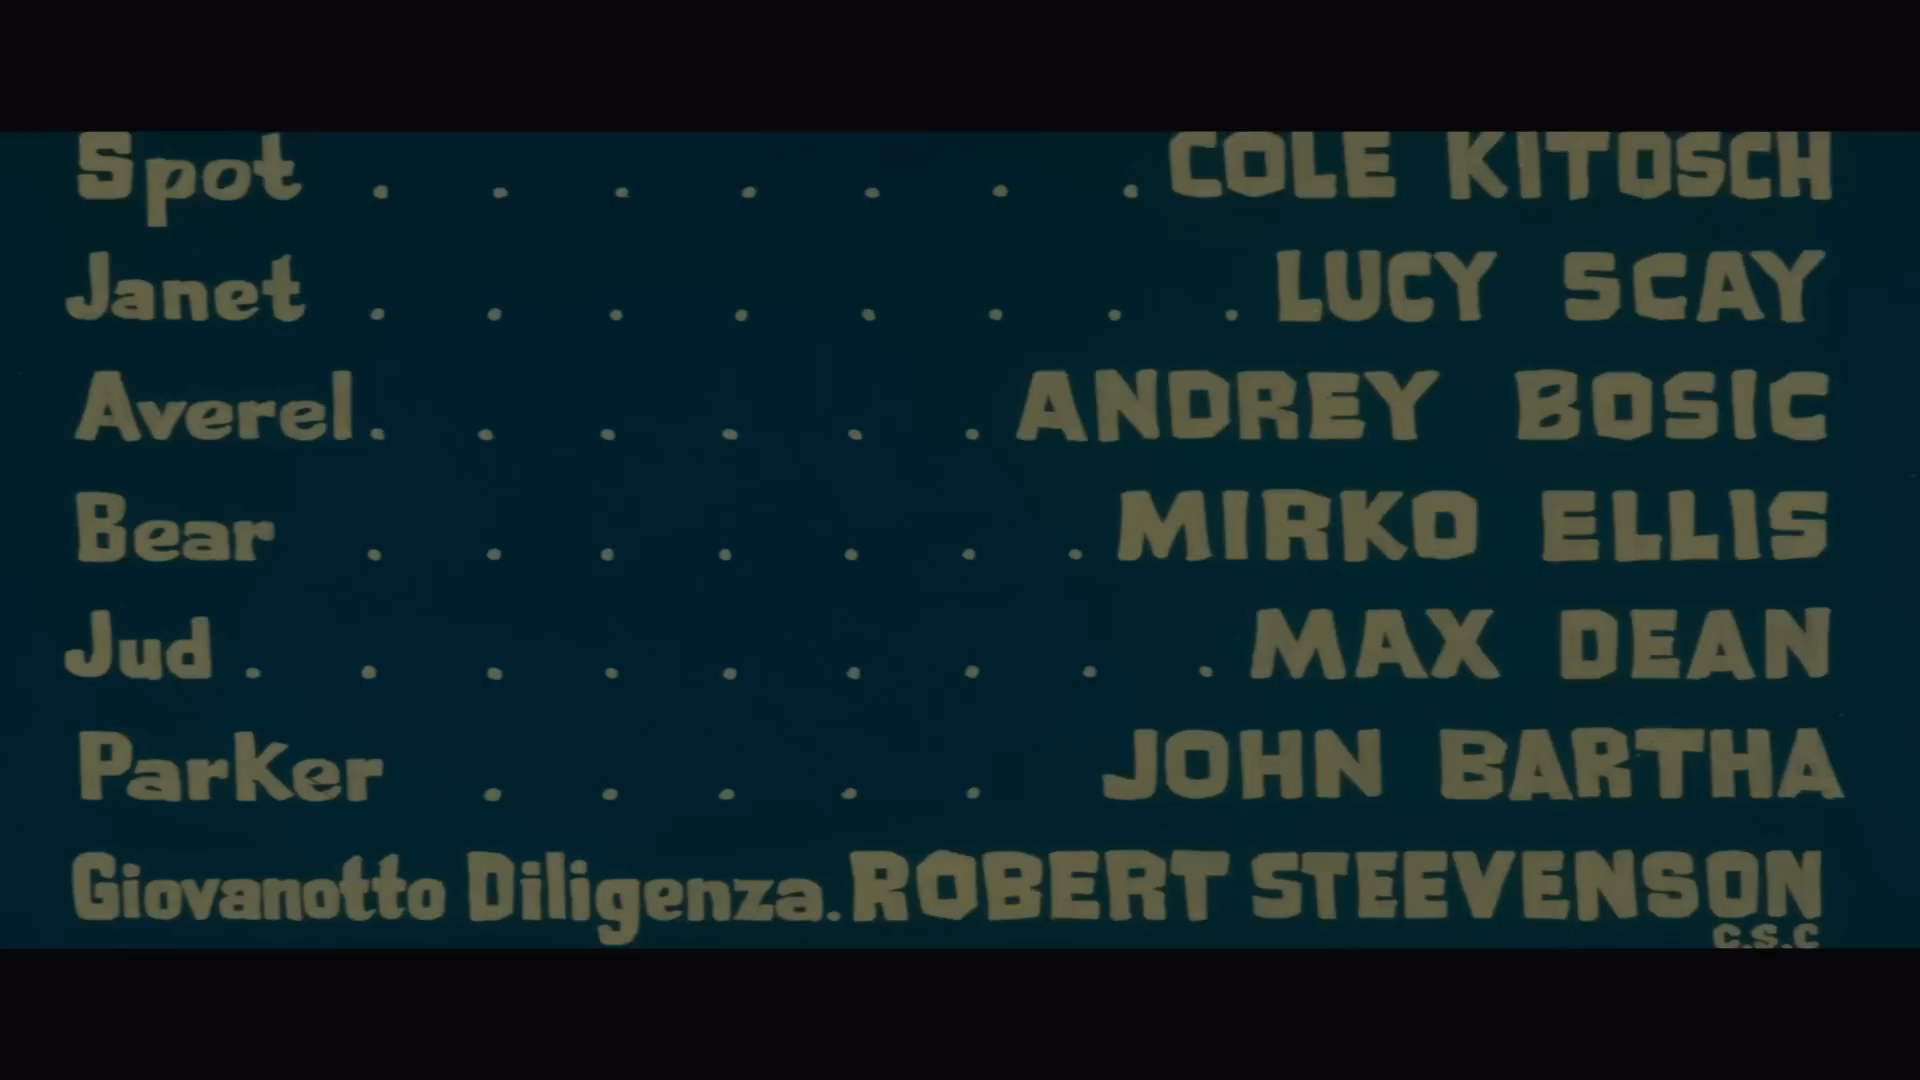 Spot . . . . . . . COLE KITOSCH
Janet . . . . . . . . LUCY SCAY
Averel . . . . . . ANDREY BOSIC
Bear . . . . . . . MIRKO ELLIS
Jud . . . . . . . . . MAX DEAN
Parker . . . . . JOHN BARTHA
Giovanotto Diligenza . ROBERT STEEVENSON
C.S.C